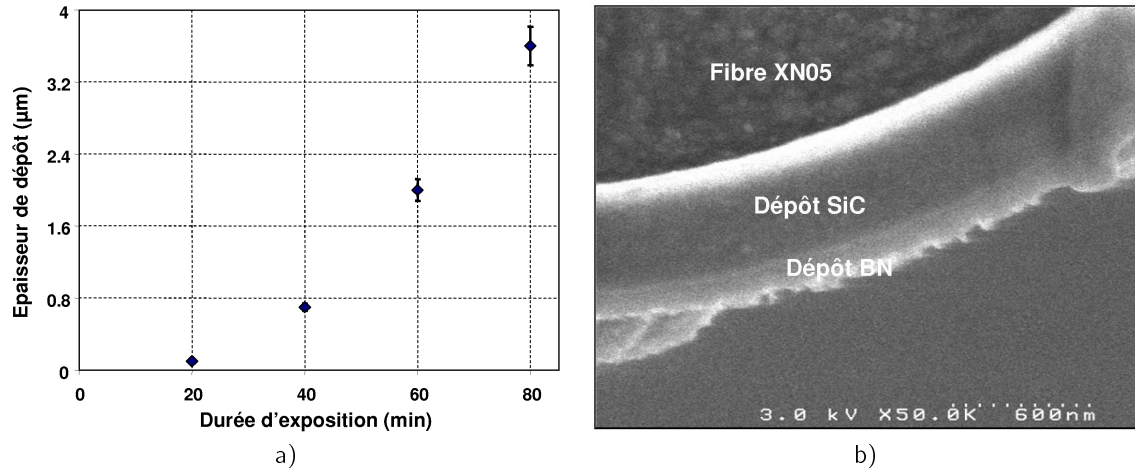 4
3.2
2.4
1.6
0.8
0
Epaisseur de dépôt (µm)
0 20 40 60 80
Durée d'exposition (min)
a)
Fibre XN05
Dépôt SiC
Dépôt BN
3.0 kV X50.0K 600nm
b)